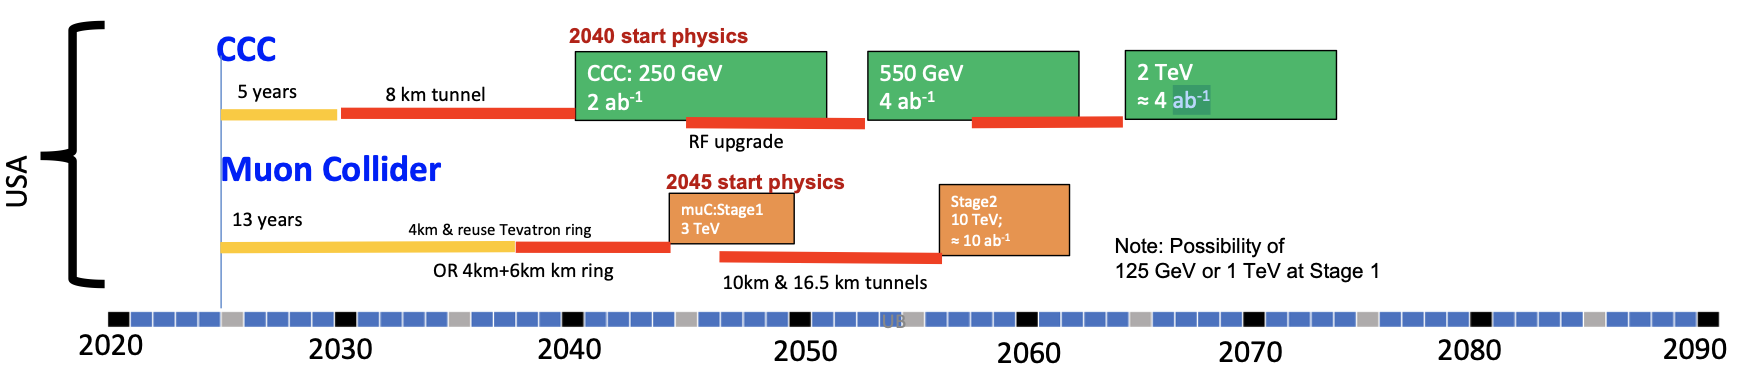 USA
CCC
2040 start physics
5 years
8 km tunnel
CCC: 250 GeV
2 ab-1
550 GeV
4 ab-1
2 TeV
≈ 4 ab-1
RF upgrade
Muon Collider
2045 start physics
13 years
4km & reuse Tevatron ring
OR 4km+6km km ring
muC:Stage1
3 TeV
10km & 16.5 km tunnels
Stage2
10 TeV;
≈ 10 ab-1
Note: Possibility of
125 GeV or 1 TeV at Stage 1
2020
2030
2040
2050
2060
2070
2080
2090